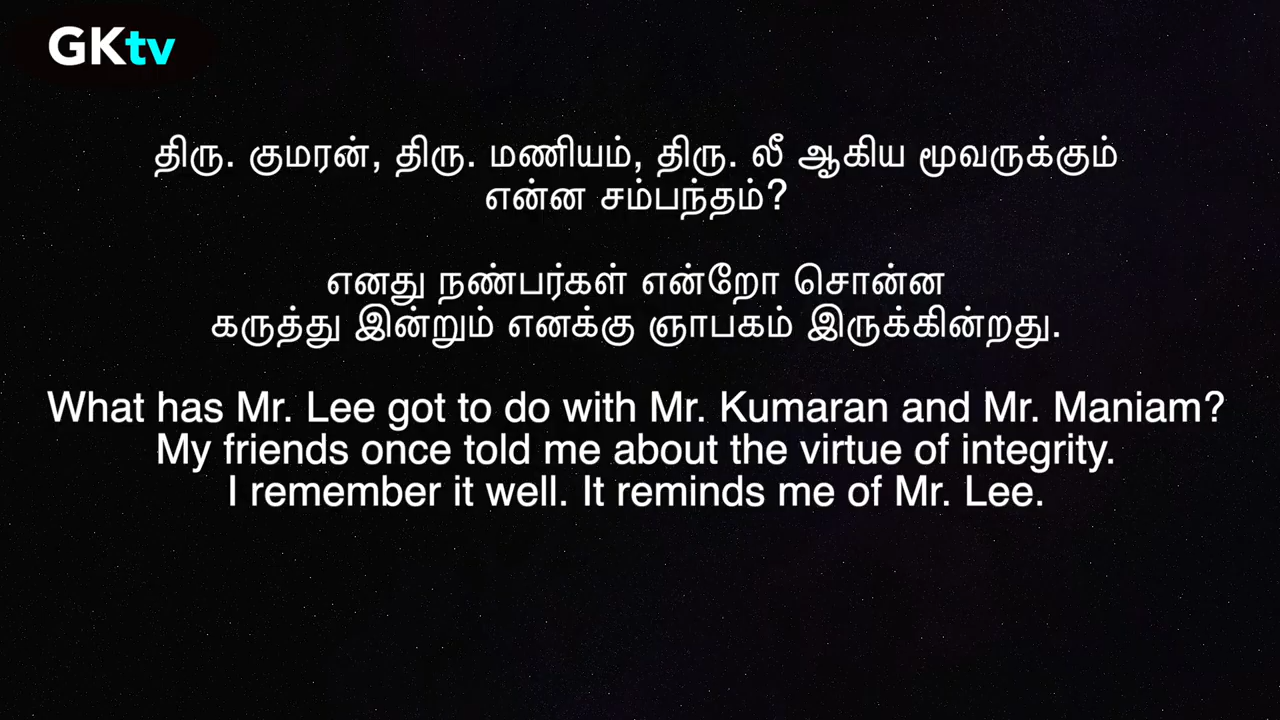 GKtv
திரு. குமரன், திரு. மணியம், திரு. லீ ஆகிய மூவருக்கும்
என்ன சம்பந்தம்?
எனது நண்பர்கள் என்றோ சொன்ன
கருத்து இன்றும் எனக்கு ஞாபகம் இருக்கின்றது.
What has Mr. Lee got to do with Mr. Kumaran and Mr. Maniam?
My friends once told me about the virtue of integrity.
I remember it well. It reminds me of Mr. Lee.